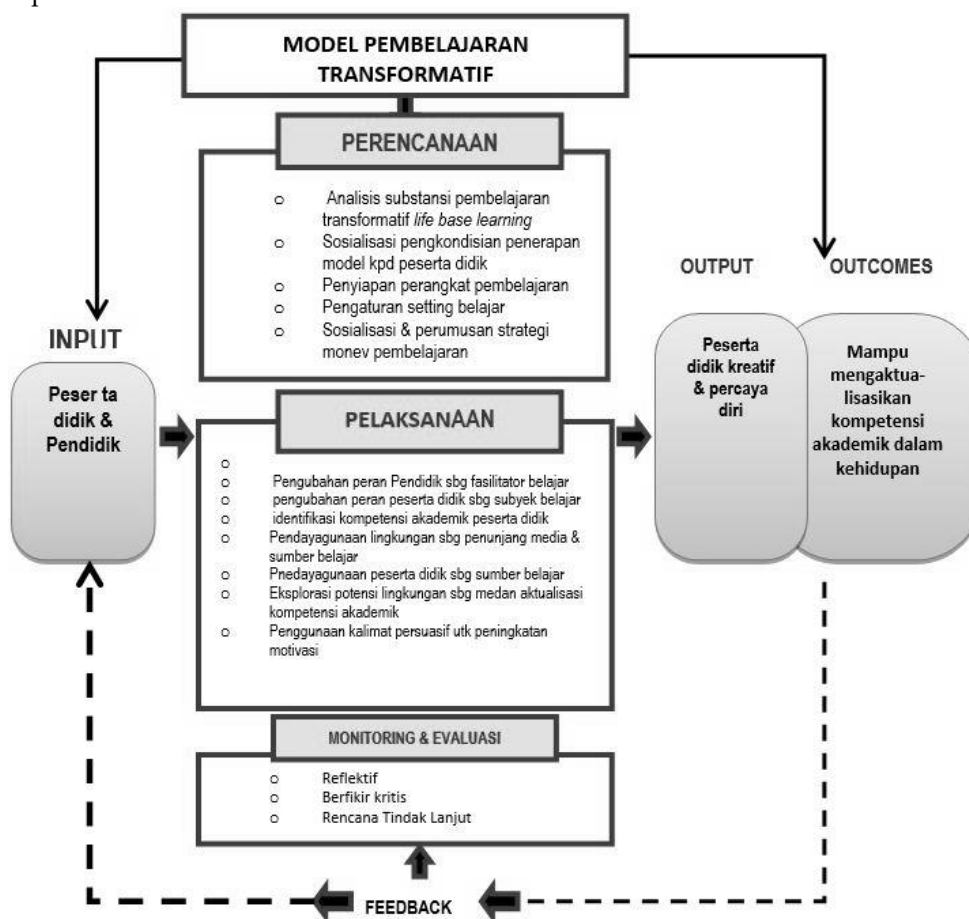 MODEL PEMBELAJARAN
TRANSFORMATIF
PERENCANAAN
o Analisis substansi pembelajaran
transformatif life base learning
o Sosialisasi pengkondisian penerapan
model kpd peserta didik
o Penyiapan perangkat pembelajaran
o Pengaturan setting belajar
o Sosialisasi & perumusan strategi
monev pembelajaran
INPUT
Peser ta
didik &
Pendidik
PELAKSANAAN
o
o Pengubahan peran Pendidik sbg fasilitator belajar
o pengubahan peran peserta didik sbg subyek belajar
o identifikasi kompetensi akademik peserta didik
o Pendayagunaan lingkungan sbg penunjang media &
sumber belajar
o Pnedayagunaan peserta didik sbg sumber belajar
o Eksplorasi potensi lingkungan sbg medan aktualisasi
kompetensi akademik
o Penggunaan kalimat persuasif utk peningkatan
motivasi
OUTPUT
Peserta
didik kreatif
& percaya
diri
OUTCOMES
Mampu
mengaktua-
lisasikan
kompetensi
akademik dalam
kehidupan
MONITORING & EVALUASI
o Reflektif
o Berfikir kritis
o Rencana Tindak Lanjut
FEEDBACK